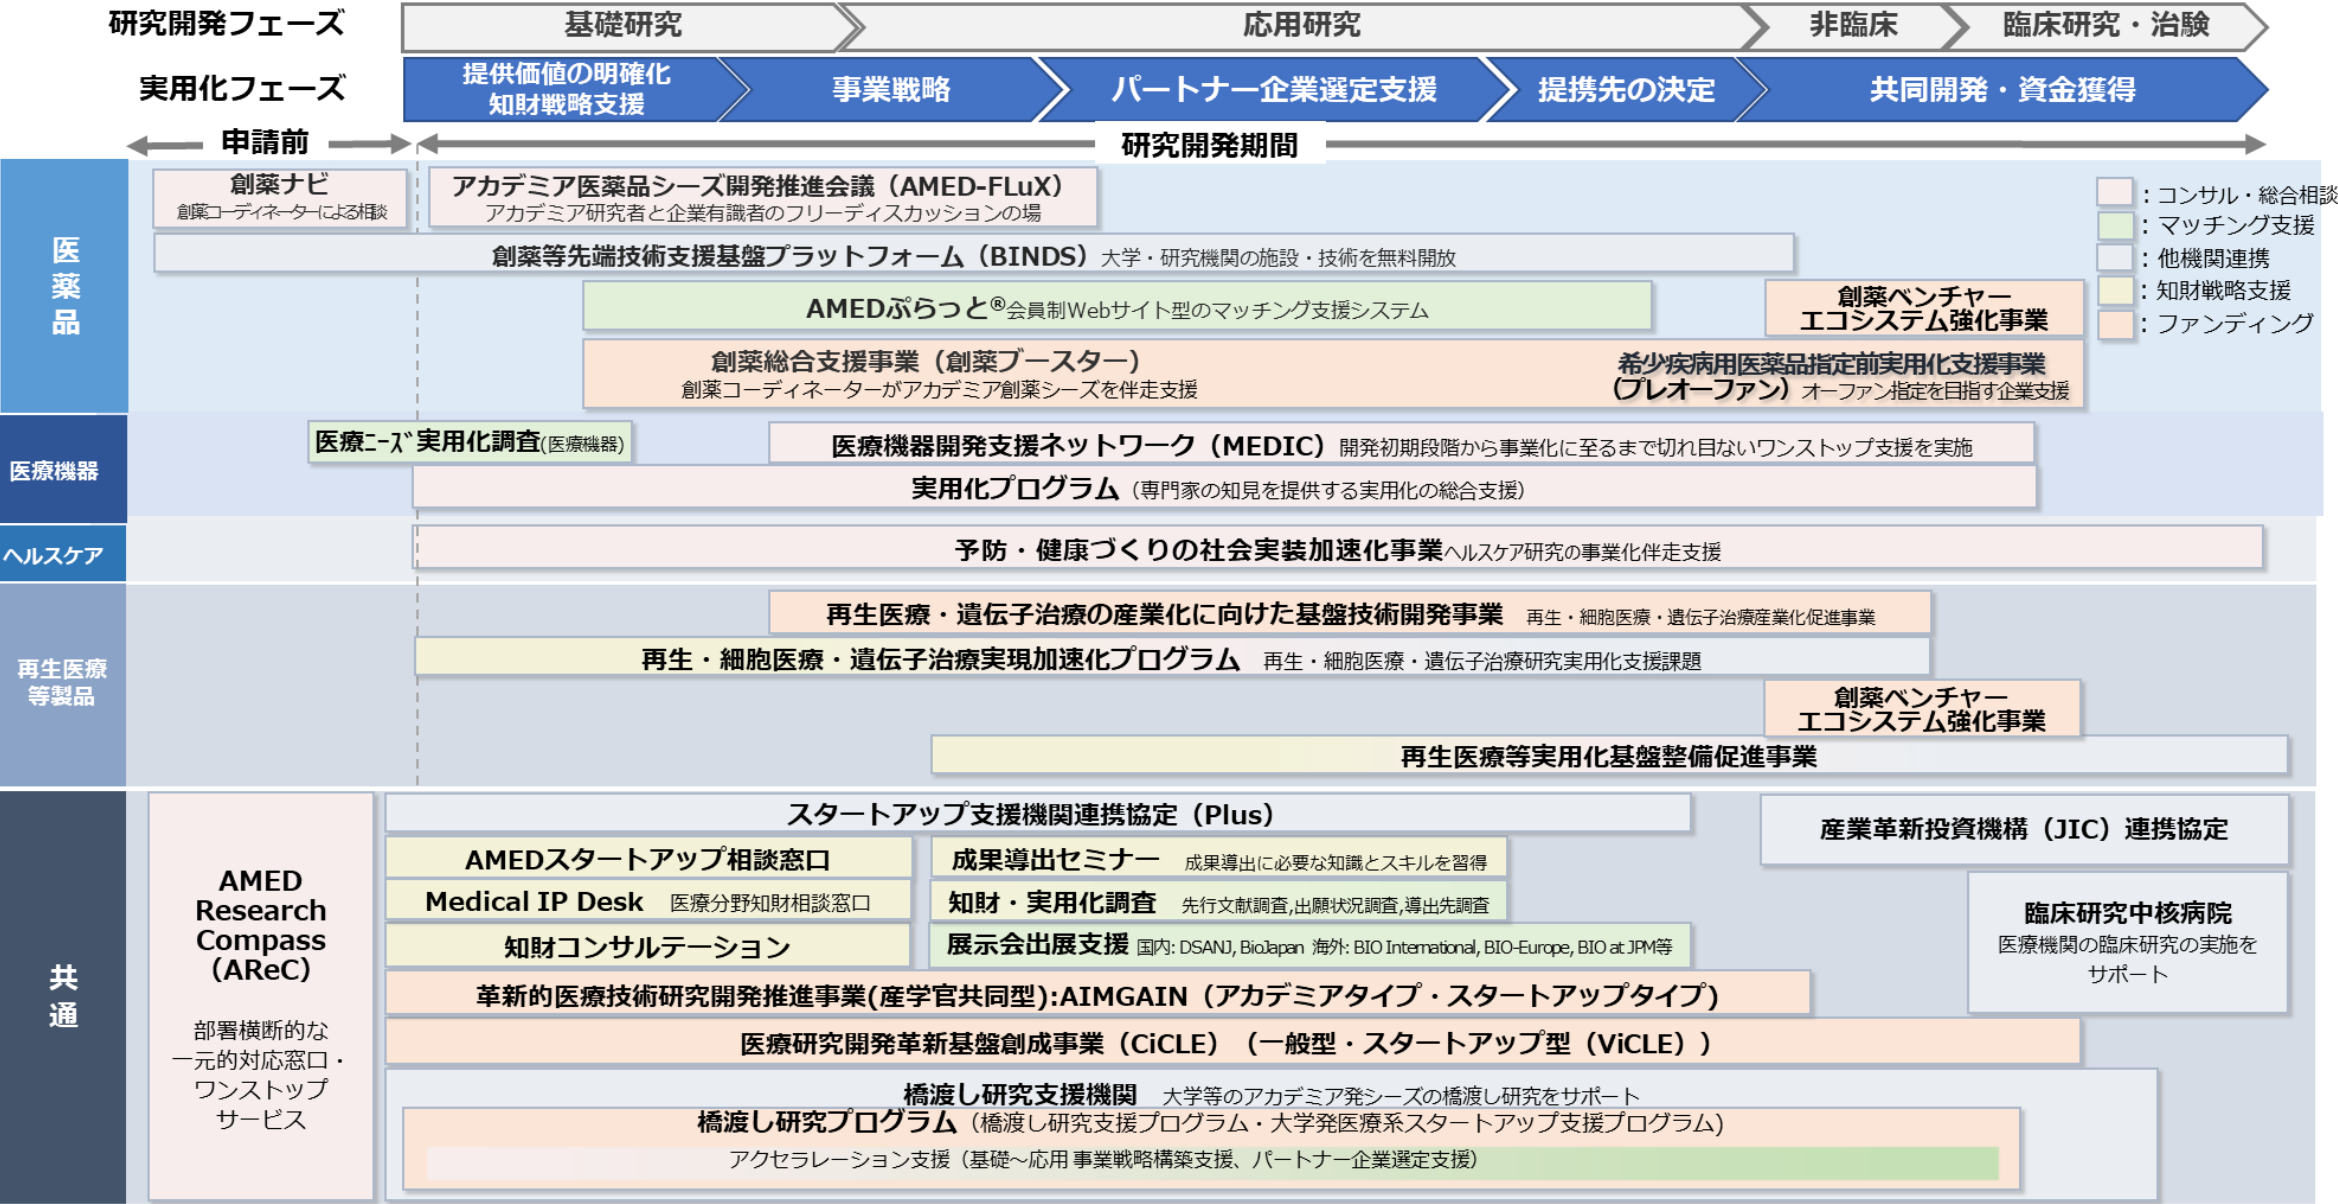 研究開発フェーズ
基礎研究
応用研究
非臨床
臨床研究・治験
実用化フェーズ
提供価値の明確化
知財戦略支援
事業戦略
パートナー企業選定支援
提携先の決定
共同開発・資金獲得
申請前
研究開発期間
医薬品
創薬ナビ
創薬コーディネーターによる相談
アカデミア医薬品シーズ開発推進会議（AMED-FLuX）
アカデミア研究者と企業有識者のフリーディスカッションの場
：コンサル・総合相談
：マッチング支援
：他機関連携
：知財戦略支援
：ファンディング
創薬等先端技術支援基盤プラットフォーム（BINDS）大学・研究機関の施設・技術を無料開放
AMEDぷらっと®会員制Webサイト型のマッチング支援システム
創薬ベンチャー
エコシステム強化事業
創薬総合支援事業（創薬ブースター）
創薬コーディネーターがアカデミア創薬シーズを伴走支援
希少疾病用医薬品指定前実用化支援事業
（プレオーファン）オーファン指定を目指す企業支援
医療機器
医療ﾆｰｽﾞ実用化調査(医療機器)
医療機器開発支援ネットワーク（MEDIC）開発初期段階から事業化に至るまで切れ目ないワンストップ支援を実施
実用化プログラム（専門家の知見を提供する実用化の総合支援）
ヘルスケア
予防・健康づくりの社会実装加速化事業ヘルスケア研究の事業化伴走支援
再生医療
等製品
再生医療・遺伝子治療の産業化に向けた基盤技術開発事業 再生・細胞医療・遺伝子治療産業化促進事業
再生・細胞医療・遺伝子治療実現加速化プログラム 再生・細胞医療・遺伝子治療研究実用化支援課題
創薬ベンチャー
エコシステム強化事業
再生医療等実用化基盤整備促進事業
共通
AMED
Research
Compass
（AReC）
部署横断的な
一元的対応窓口・
ワンストップ
サービス
スタートアップ支援機関連携協定（Plus）
産業革新投資機構（JIC）連携協定
AMEDスタートアップ相談窓口
成果導出セミナー 成果導出に必要な知識とスキルを習得
Medical IP Desk 医療分野知財相談窓口
知財・実用化調査 先行文献調査,出願状況調査,導出先調査
知財コンサルテーション
展示会出展支援 国内: DSANJ, BioJapan 海外: BIO International, BIO-Europe, BIO at JPM等
臨床研究中核病院
医療機関の臨床研究の実施を
サポート
革新的医療技術研究開発推進事業(産学官共同型):AIMGAIN（アカデミアタイプ・スタートアップタイプ）
医療研究開発革新基盤創成事業（CiCLE）（一般型・スタートアップ型（ViCLE））
橋渡し研究支援機関 大学等のアカデミア発シーズの橋渡し研究をサポート
橋渡し研究プログラム（橋渡し研究支援プログラム・大学発医療系スタートアップ支援プログラム）
アクセラレーション支援（基礎～応用 事業戦略構築支援、パートナー企業選定支援）